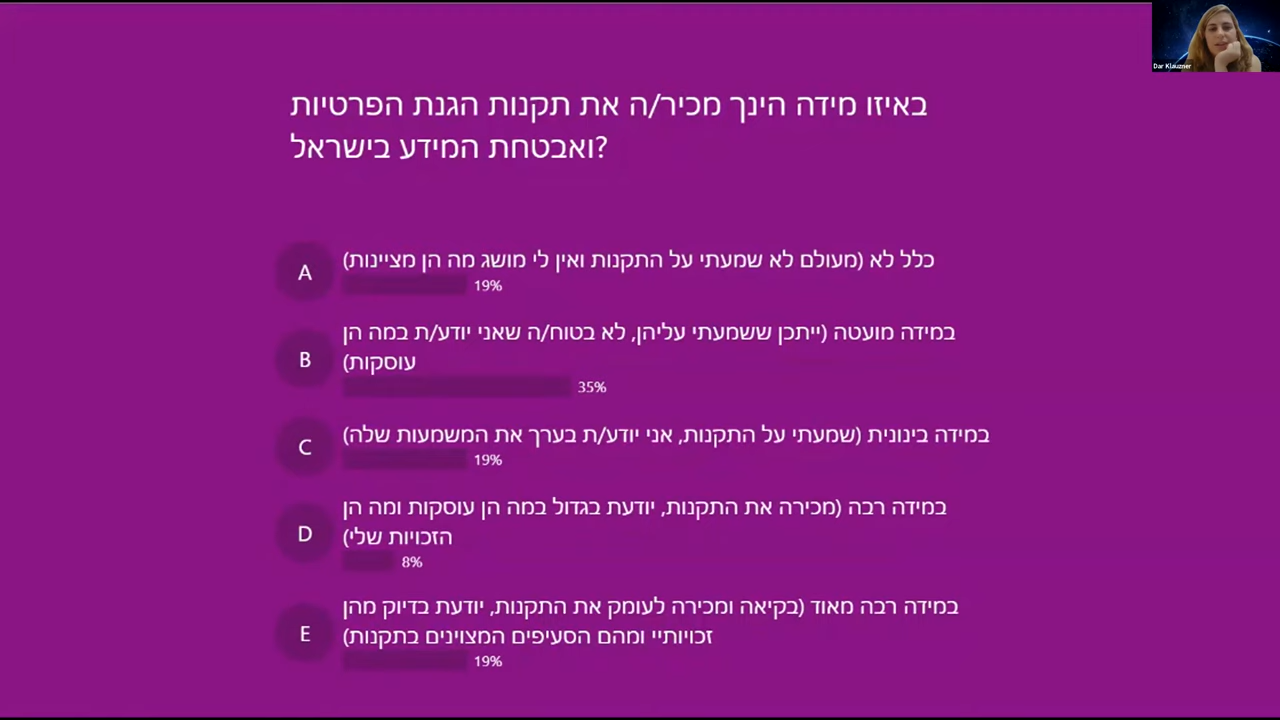 Dar Klauzner
באיזו מידה הינך מכיר/ה את תקנות הגנת הפרטיות
ואבטחת המידע בישראל?
A
כלל לא (מעולם לא שמעתי על התקנות ואין לי מושג מה הן מציינות)
19%
B
במידה מועטה (ייתכן ששמעתי עליהן, לא בטוח/ה שאני יודע/ת במה הן
עוסקות)
35%
C
במידה בינונית (שמעתי על התקנות, אני יודע/ת בערך את המשמעות שלה)
19%
D
במידה רבה (מכירה את התקנות, יודעת בגדול במה הן עוסקות ומה הן
הזכויות שלי)
8%
E
במידה רבה מאוד (בקיאה ומכירה לעומק את התקנות, יודעת בדיוק מהן
זכויותיי ומהם הסעיפים המצוינים בתקנות)
19%